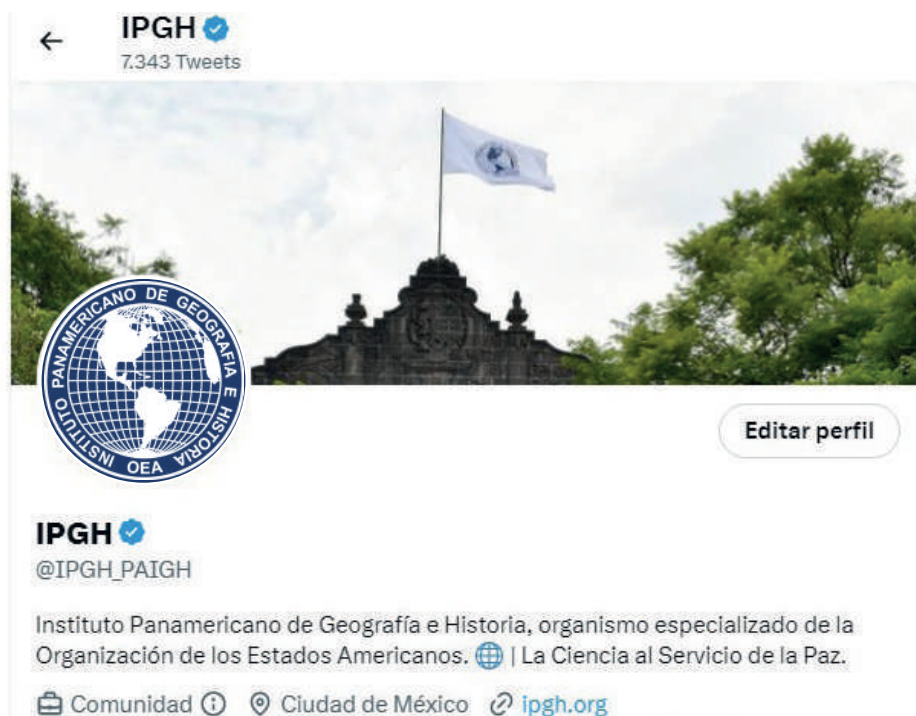 IPGH
7.343 Tweets
INSTITUTO PANAMERICANO DE GEOGRAFIA E HISTORIA
OEA
Editar perfil
IPGH
@IPGH_PAIGH
Instituto Panamericano de Geografía e Historia, organismo especializado de la
Organización de los Estados Americanos. 🌐 | La Ciencia al Servicio de la Paz.
Comunidad Ciudad de México ipgh.org